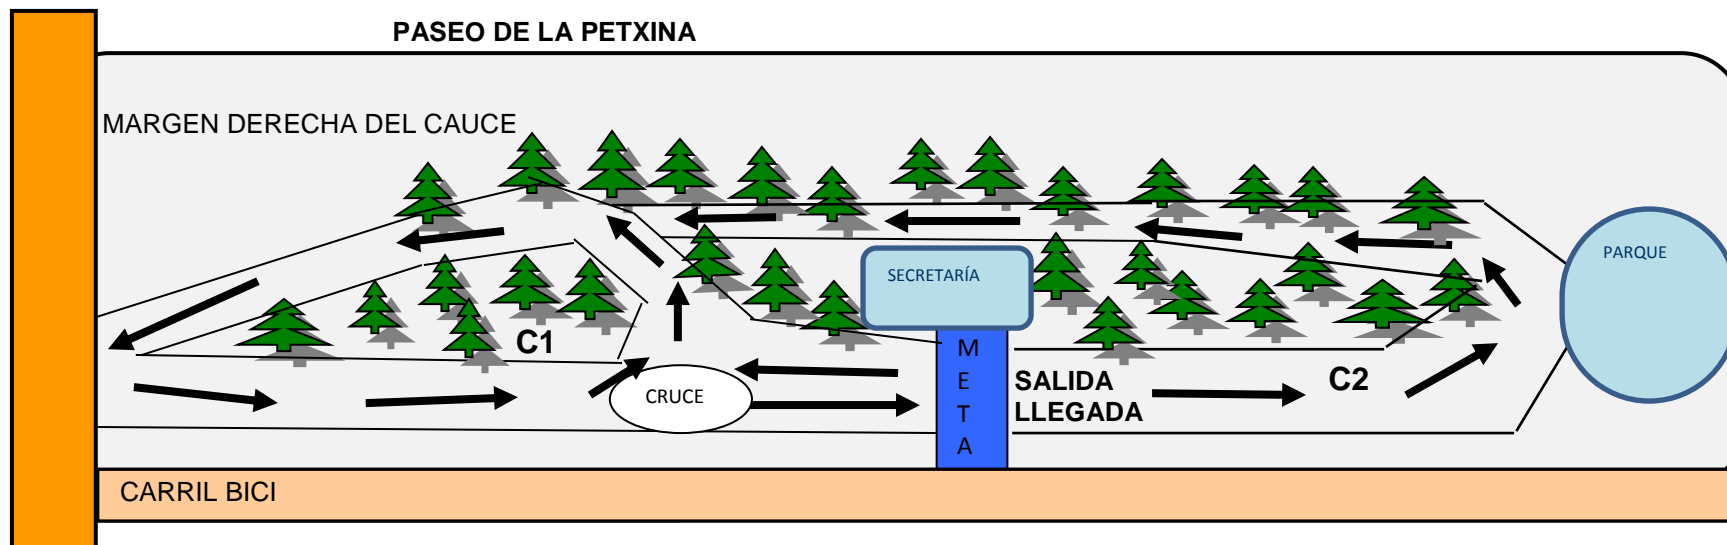 PASEO DE LA PETXINA
MARGEN DERECHA DEL CAUCE
PARQUE
SECRETARÍA
C1
M
E
T
A
SALIDA
LLEGADA
C2
CRUCE
CARRIL BICI